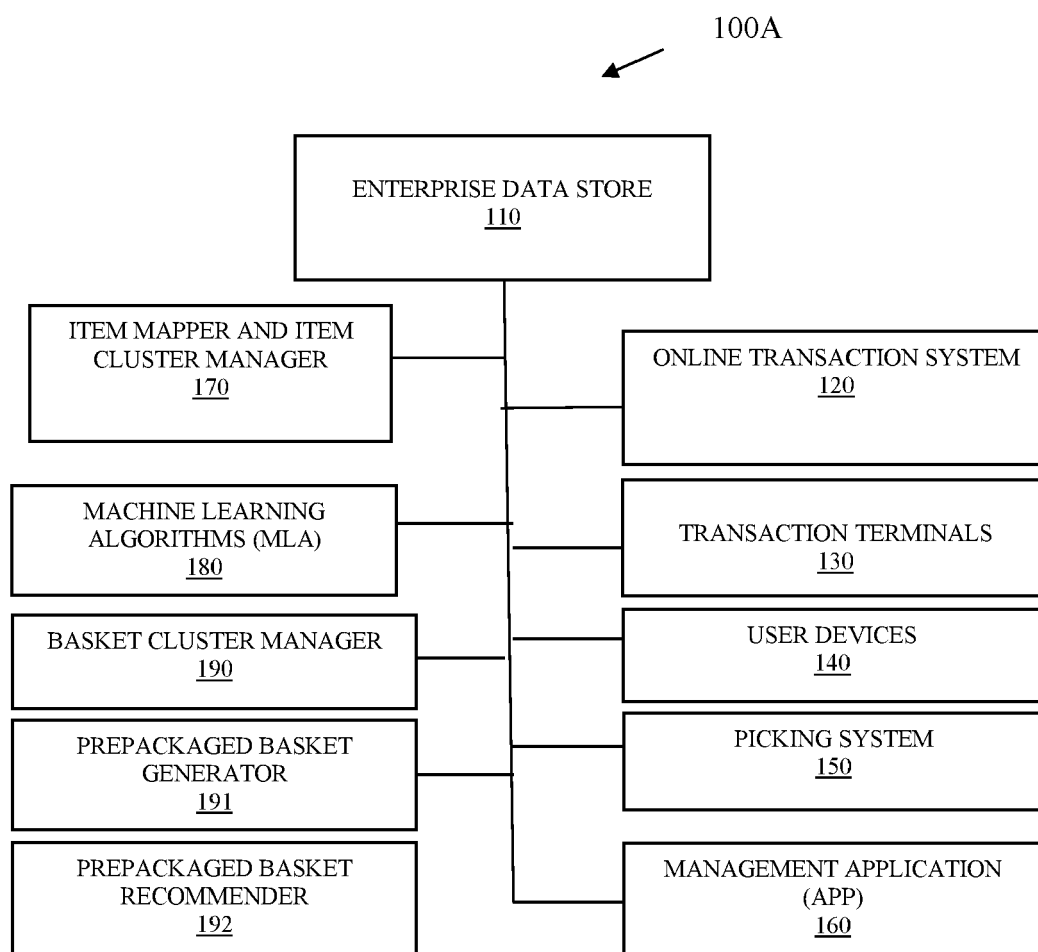 100A
ENTERPRISE DATA STORE
110
ITEM MAPPER AND ITEM
CLUSTER MANAGER
170
ONLINE TRANSACTION SYSTEM
120
MACHINE LEARNING
ALGORITHMS (MLA)
180
TRANSACTION TERMINALS
130
BASKET CLUSTER MANAGER
190
USER DEVICES
140
PREPACKAGED BASKET
GENERATOR
191
PICKING SYSTEM
150
PREPACKAGED BASKET
RECOMMENDER
192
MANAGEMENT APPLICATION
(APP)
160